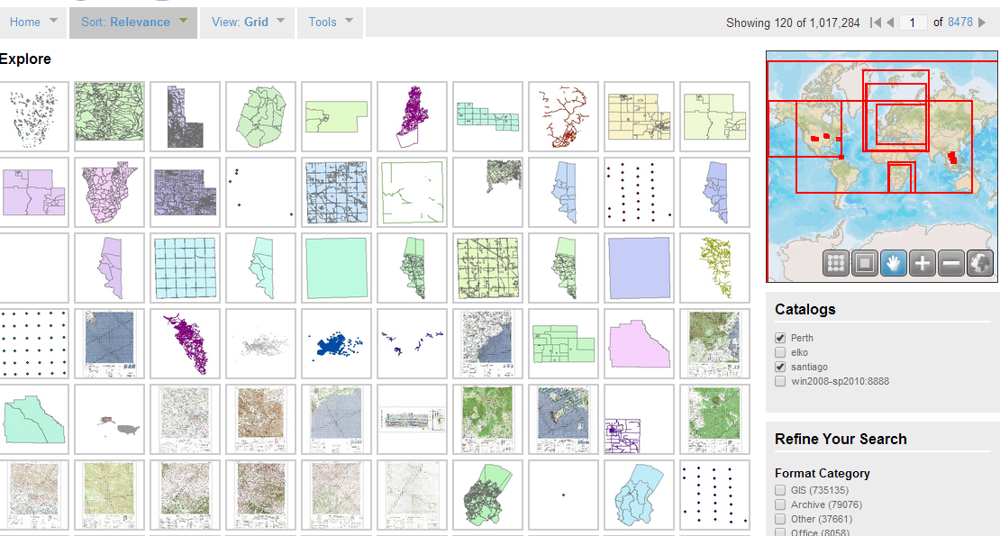 Home Sort: Relevance View: Grid Tools Showing 120 of 1,017,284 1 of 8478
Explore
Catalogs
Perth
elko
santiago
win2008-sp2010:8888
Refine Your Search
Format Category
GIS (735135)
Archive (79076)
Other (37661)
Office (8058)